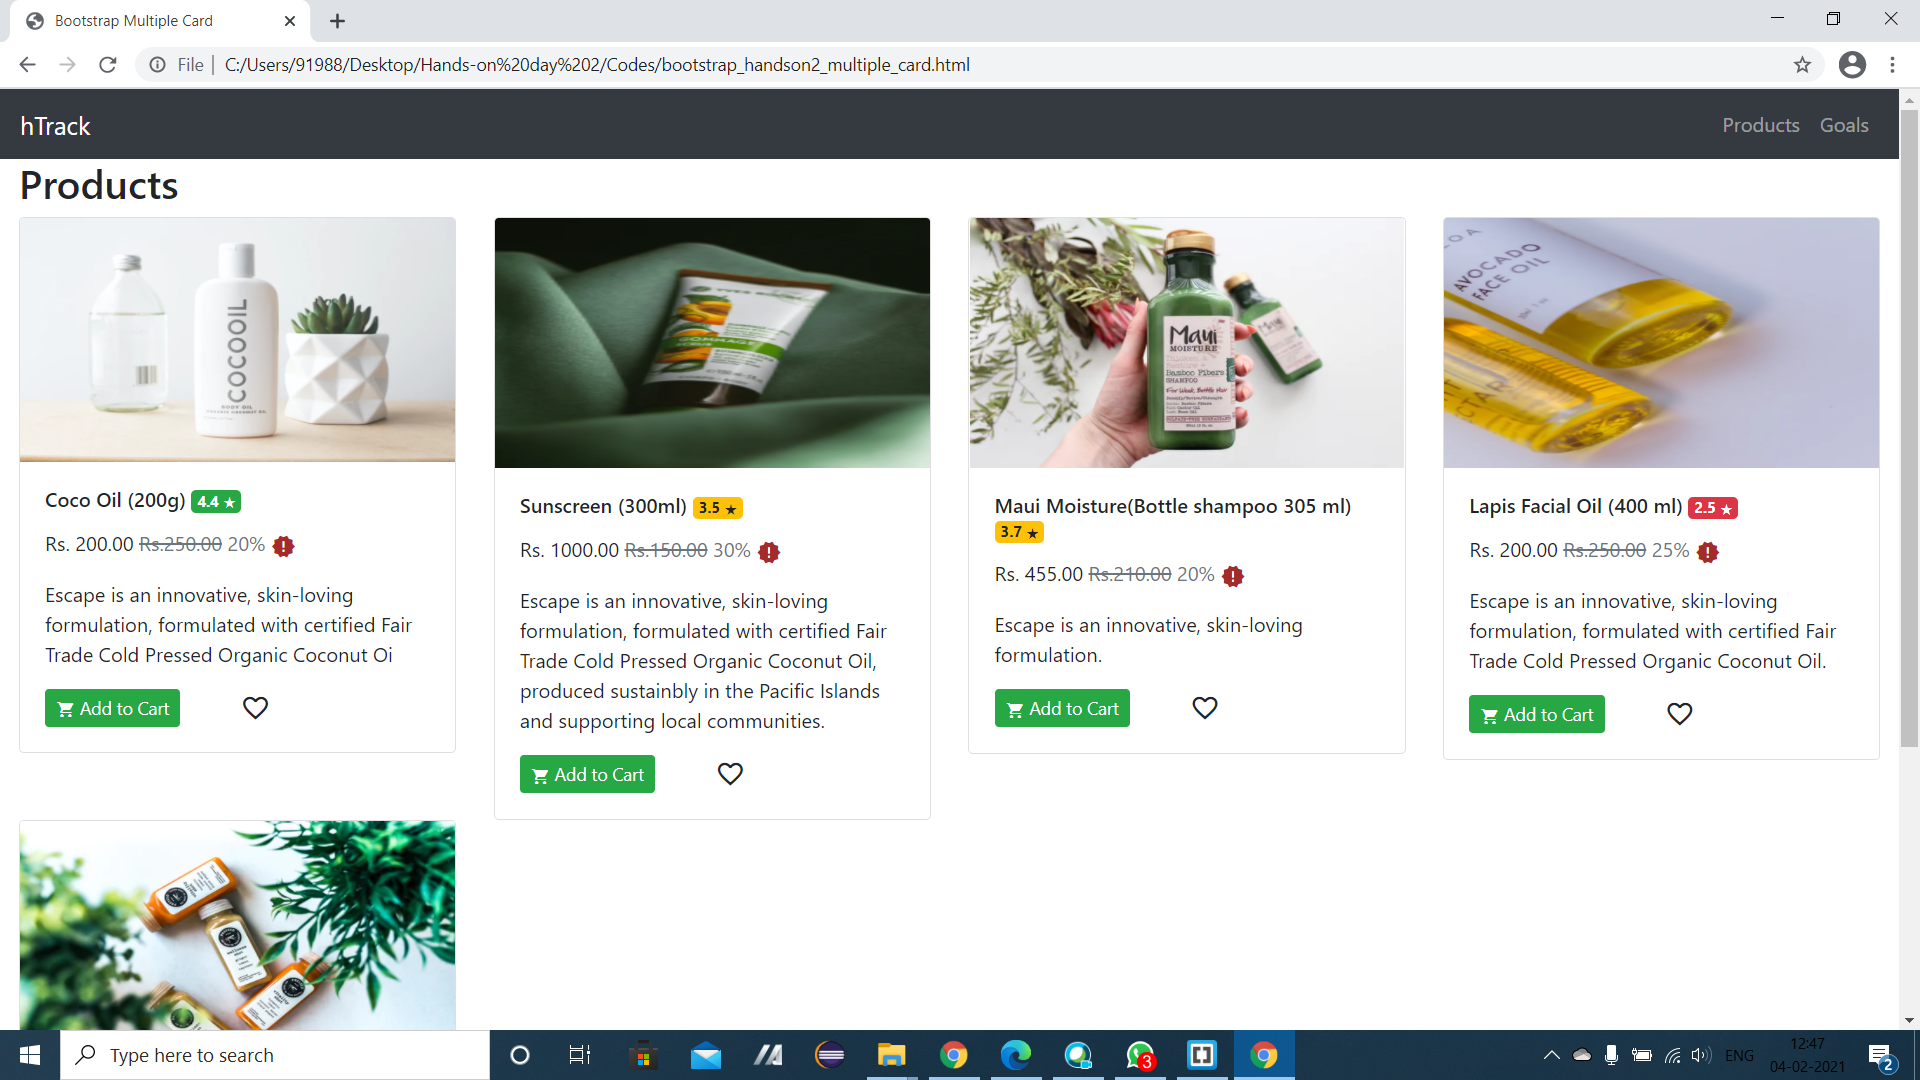 Bootstrap Multiple Card
File
C:/Users/91988/Desktop/Hands-on%20day%202/Codes/bootstrap_handson2_multiple_card.html
hTrack
Products Goals
Products
COCOOIL
BODY OIL
GOMMAGE
Maui
MOISTURE
Bamboo Fibers
SHAMPOO
AVOCADO
FACE OIL
Coco Oil (200g) 4.4 ★
Rs. 200.00 Rs.250.00 20%
Escape is an innovative, skin-loving
formulation, formulated with certified Fair
Trade Cold Pressed Organic Coconut Oi
Add to Cart
Sunscreen (300ml) 3.5 ★
Rs. 1000.00 Rs.150.00 30%
Escape is an innovative, skin-loving
formulation, formulated with certified Fair
Trade Cold Pressed Organic Coconut Oil,
produced sustainbly in the Pacific Islands
and supporting local communities.
Add to Cart
Maui Moisture(Bottle shampoo 305 ml)
3.7 ★
Rs. 455.00 Rs.210.00 20%
Escape is an innovative, skin-loving
formulation.
Add to Cart
Lapis Facial Oil (400 ml) 2.5 ★
Rs. 200.00 Rs.250.00 25%
Escape is an innovative, skin-loving
formulation, formulated with certified Fair
Trade Cold Pressed Organic Coconut Oil.
Add to Cart
Type here to search
3
ENG
12:47
04-02-2021
2